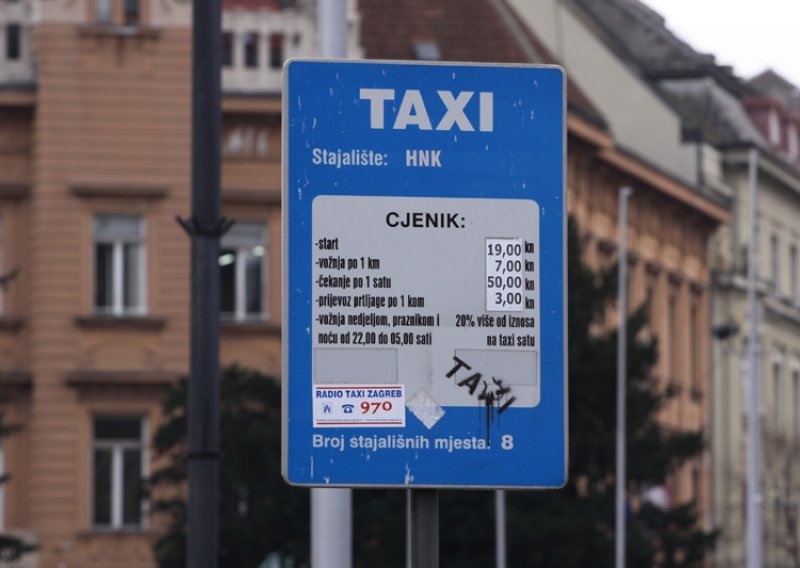 TAXI
Stajalište: HNK
CJENIK:
-start 19,00 kn
-vožnja po 1 km 7,00 kn
-čekanje po 1 satu 50,00 kn
-prijevoz prtljage po 1 kom 3,00 kn
-vožnja nedjeljom, praznikom i 20% više od iznosa
noću od 22,00 do 05,00 sati na taxi satu
TAXI
RADIO TAXI ZAGREB
☎ 970
Broj stajališnih mjesta: 8